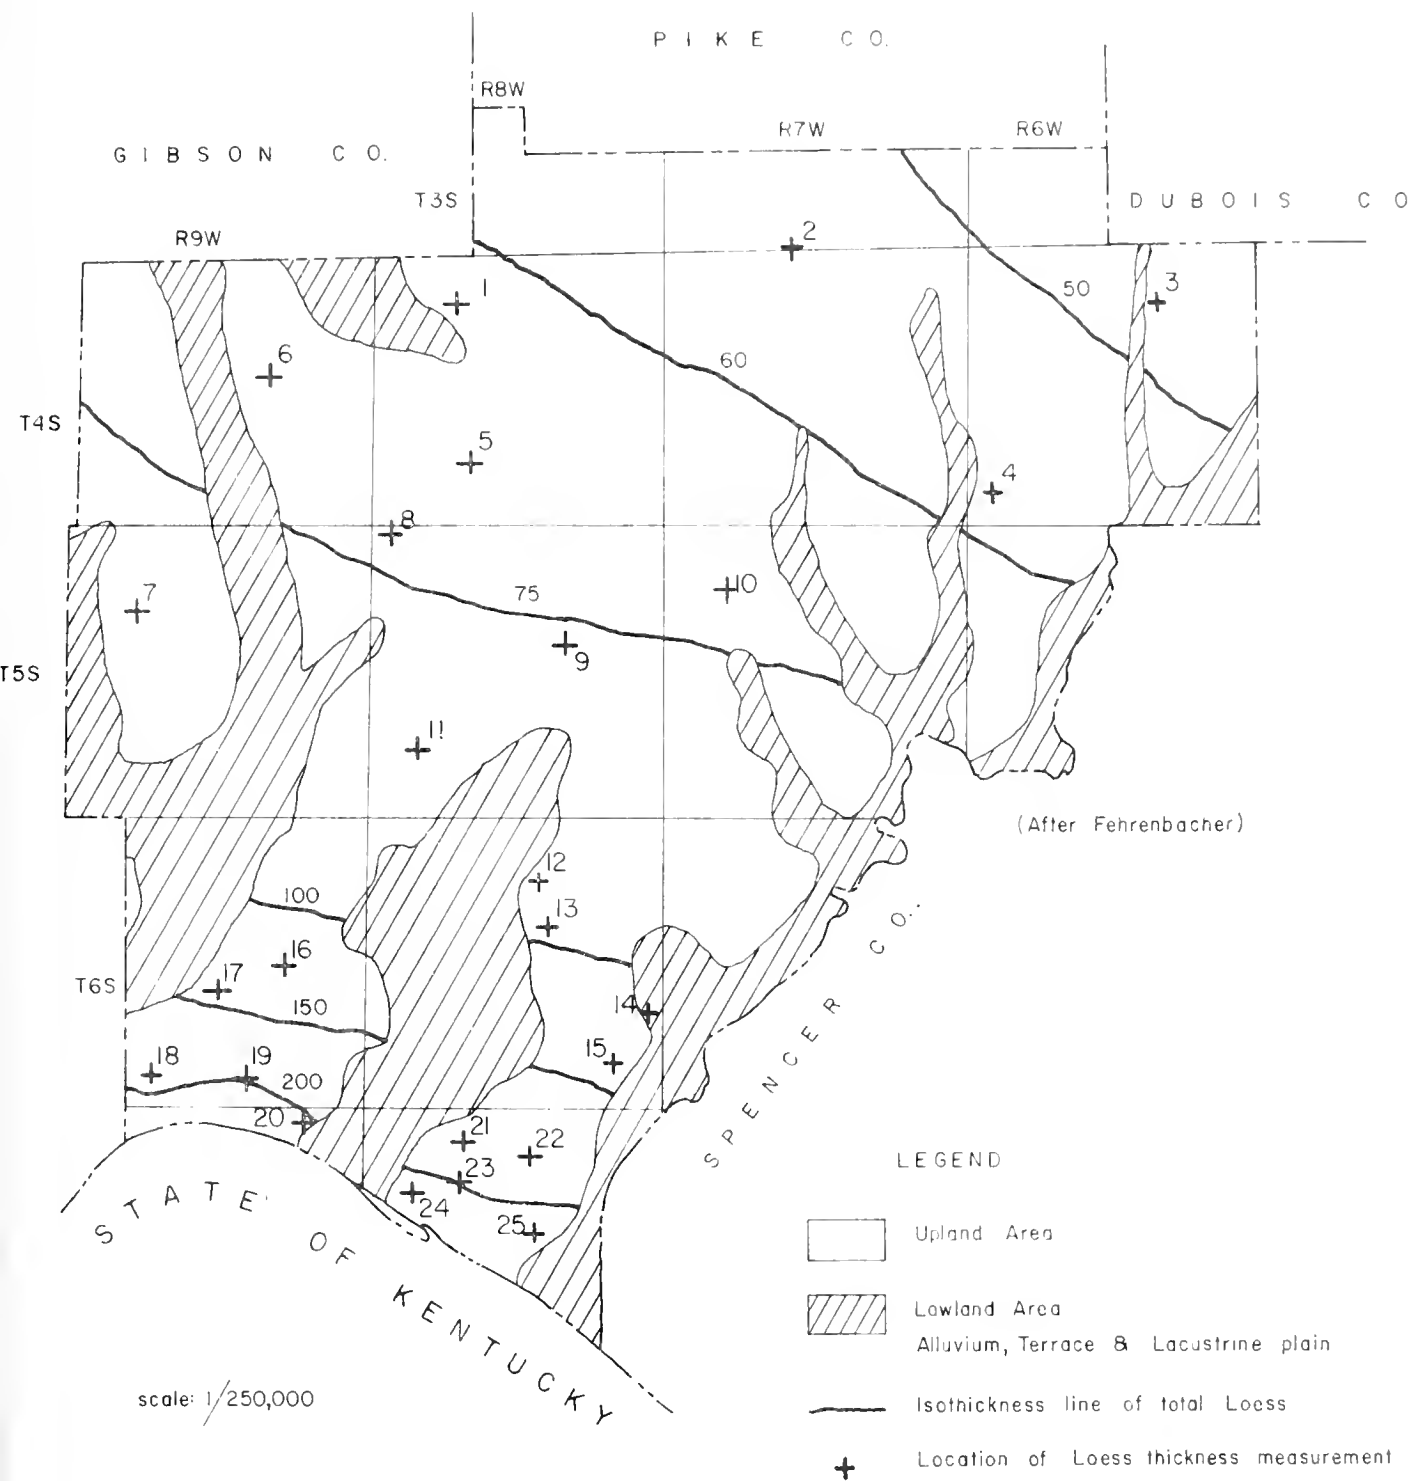 PIKE CO.
R8W
R7W R6W
GIBSON CO.
T3S
DUBOIS CO
R9W
2
1
50
3
6
60
T4S
5
4
8
7
75
10
9
T5S
11
(After Fehrenbacher)
12
100
13
16
17
T6S
150
14
15
18
19
200
20
SPENCER CO.
21
22
23
24
25
STATE OF KENTUCKY
LEGEND
Upland Area
Lowland Area
Alluvium, Terrace & Lacustrine plain
scale: 1/250,000
Isothickness line of total Loess
Location of Loess thickness measurement